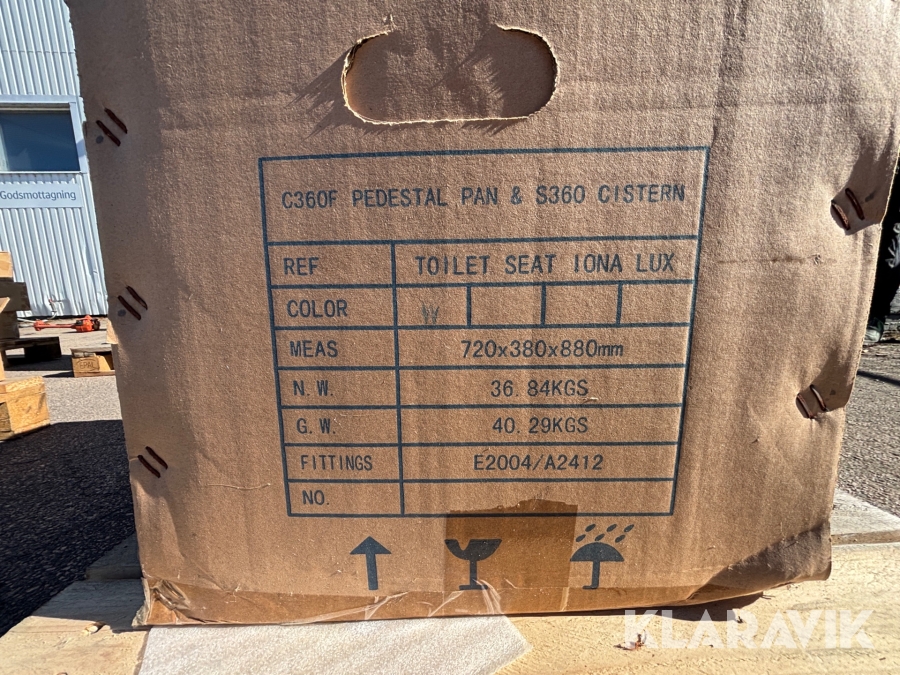 C360F PEDESTAL PAN & S360 CISTERN
REF TOILET SEAT IONA LUX
COLOR W
MEAS 720x380x880mm
N. W. 36. 84KGS
G. W. 40. 29KGS
FITTINGS E2004/A2412
NO.
Godsmottagning
KLARAVIK